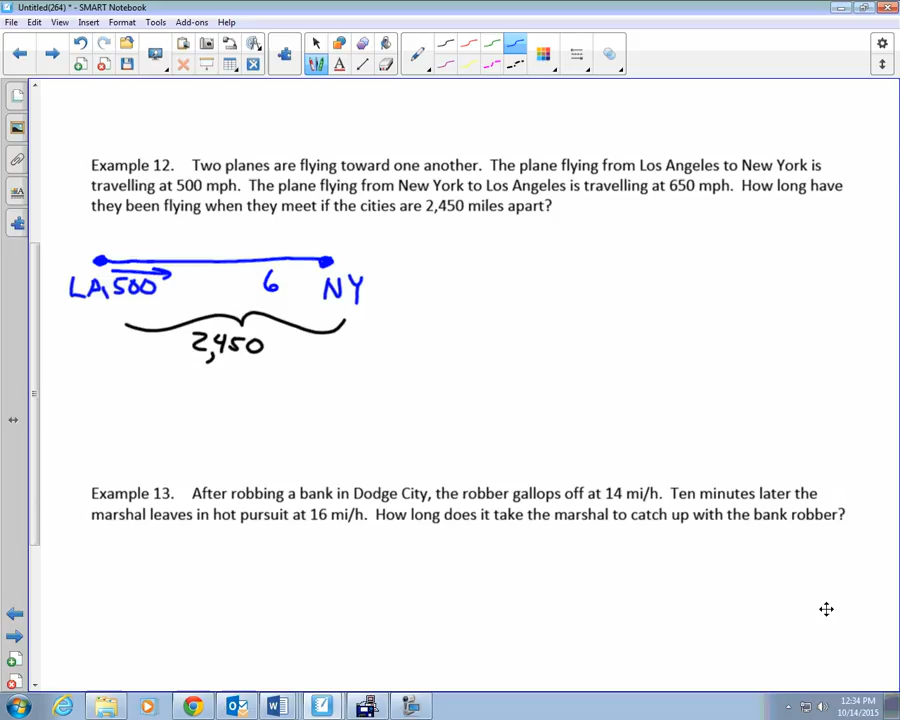 Untitled(264) * - SMART Notebook
File Edit View Insert Format Tools Add-ons Help
Example 12. Two planes are flying toward one another. The plane flying from Los Angeles to New York is
travelling at 500 mph. The plane flying from New York to Los Angeles is travelling at 650 mph. How long have
they been flying when they meet if the cities are 2,450 miles apart?
LA, 500 6 NY
2,450
Example 13. After robbing a bank in Dodge City, the robber gallops off at 14 mi/h. Ten minutes later the
marshal leaves in hot pursuit at 16 mi/h. How long does it take the marshal to catch up with the bank robber?
12:34 PM
10/14/2015